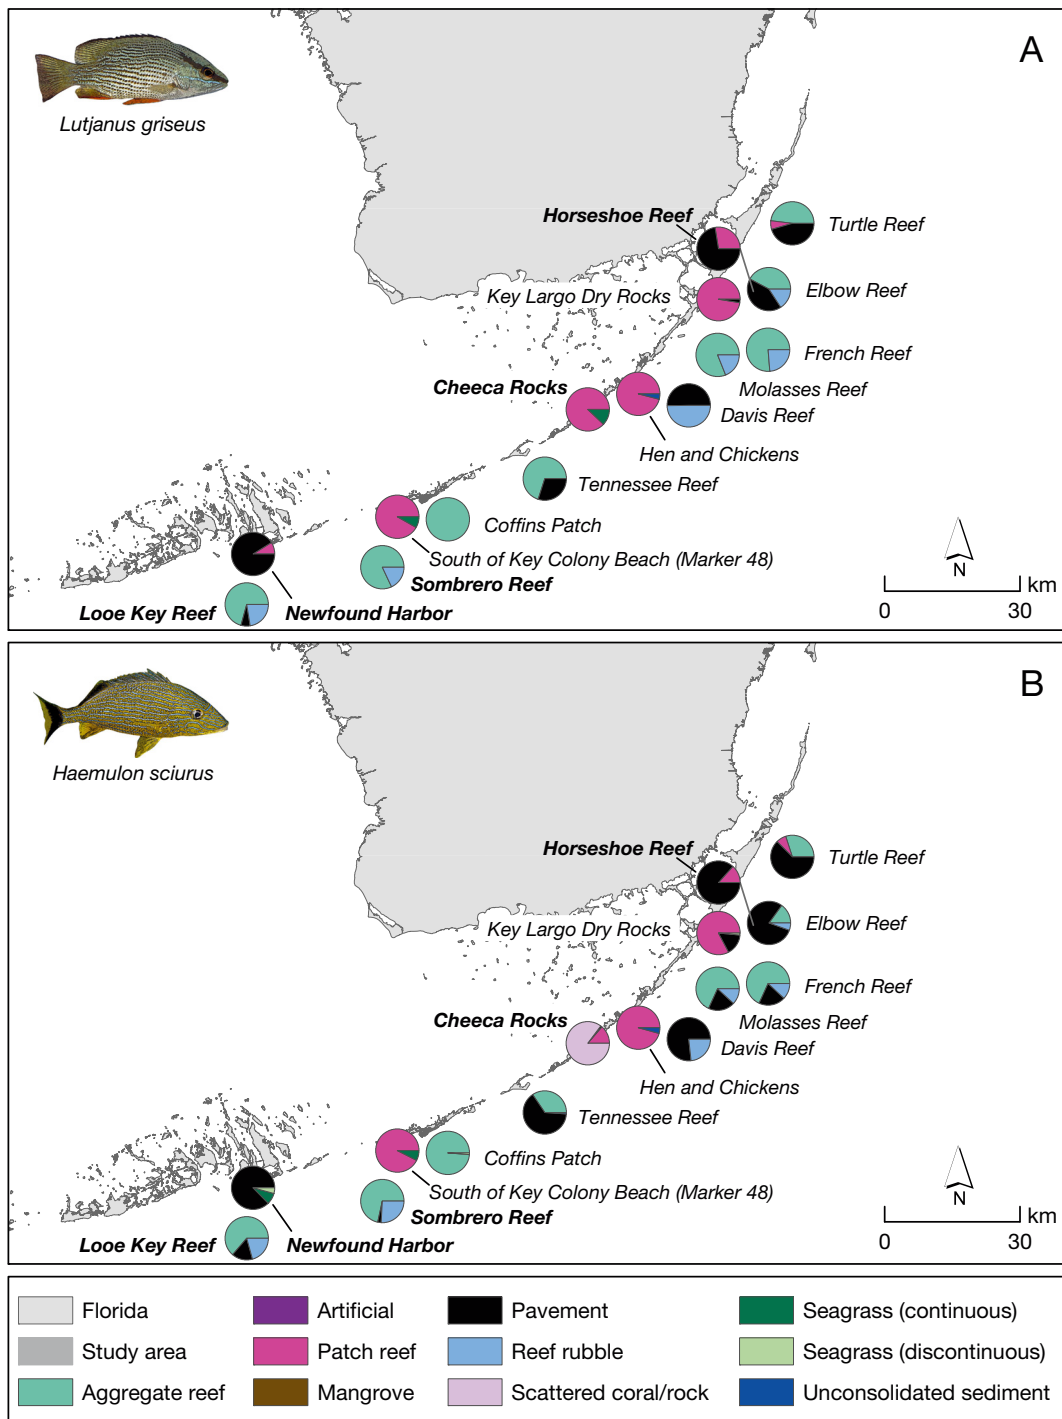 A
Lutjanus griseus
Horseshoe Reef
Turtle Reef
Key Largo Dry Rocks
Elbow Reef
French Reef
Cheeca Rocks
Molasses Reef
Davis Reef
Hen and Chickens
Tennessee Reef
Coffins Patch
South of Key Colony Beach (Marker 48)
Sombrero Reef
Looe Key Reef
Newfound Harbor
N
km
0
30
B
Haemulon sciurus
Horseshoe Reef
Turtle Reef
Key Largo Dry Rocks
Elbow Reef
French Reef
Cheeca Rocks
Molasses Reef
Davis Reef
Hen and Chickens
Tennessee Reef
Coffins Patch
South of Key Colony Beach (Marker 48)
Sombrero Reef
Looe Key Reef
Newfound Harbor
N
km
0
30
Florida
Study area
Aggregate reef
Artificial
Patch reef
Mangrove
Pavement
Reef rubble
Scattered coral/rock
Seagrass (continuous)
Seagrass (discontinuous)
Unconsolidated sediment